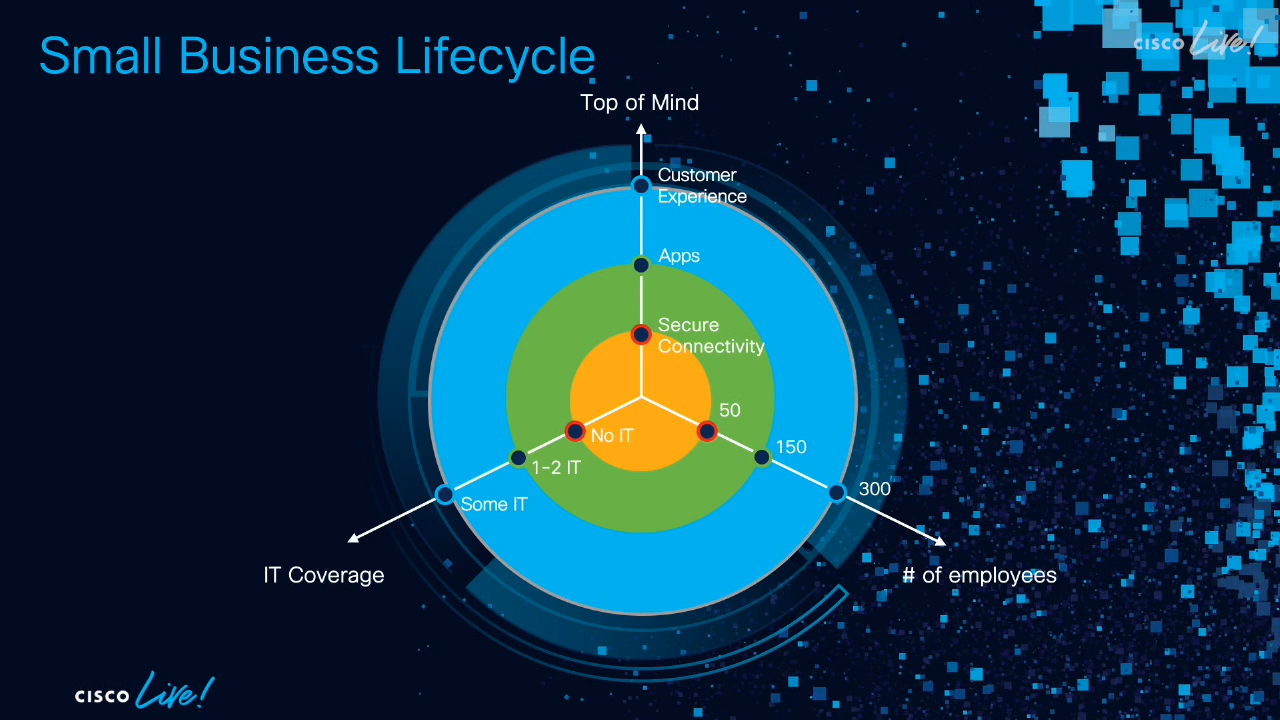 Small Business Lifecycle
CISCO Live!
Top of Mind
Customer
Experience
Apps
Secure
Connectivity
50
No IT
150
1-2 IT
300
Some IT
IT Coverage
# of employees
CISCO Live!